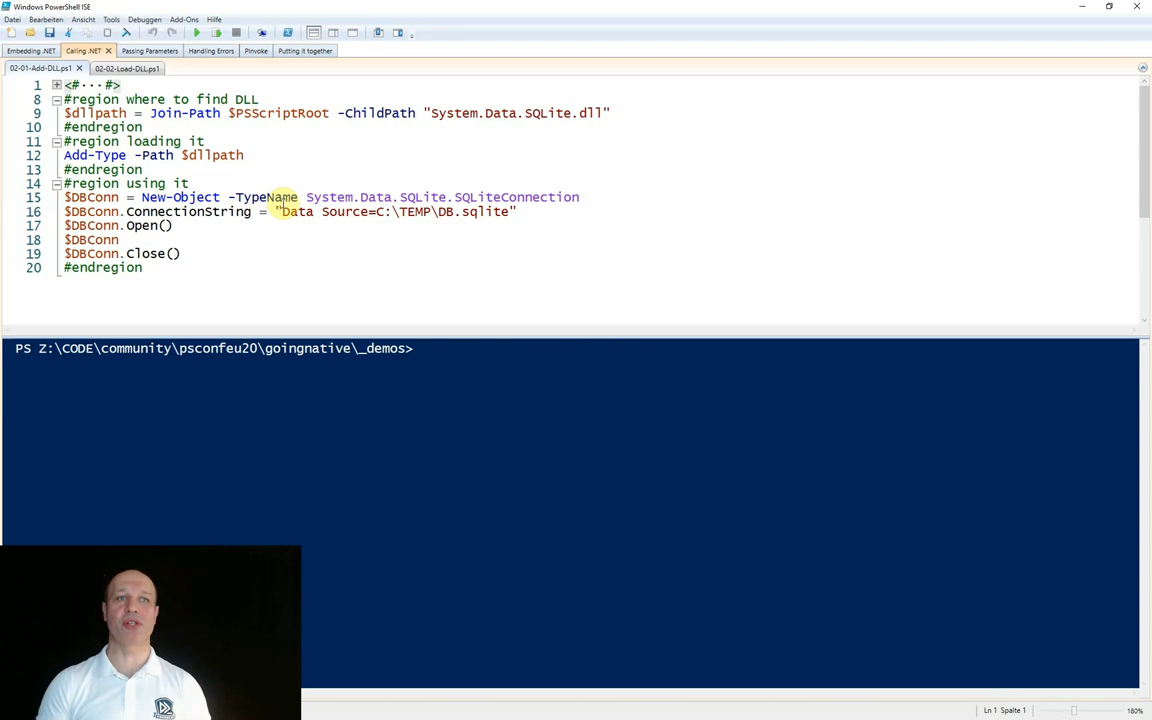 Windows PowerShell ISE
Datei Bearbeiten Ansicht Tools Debuggen Add-Ons Hilfe
Embedding .NET Calling .NET Passing Parameters Handling Errors PInvoke Putting it together
02-01-Add-DLL.ps1 02-02-Load-DLL.ps1
1 <#···#>
8 #region where to find DLL
9 $dllpath = Join-Path $PSScriptRoot -ChildPath "System.Data.SQLite.dll"
10 #endregion
11 #region loading it
12 Add-Type -Path $dllpath
13 #endregion
14 #region using it
15 $DBConn = New-Object -TypeName System.Data.SQLite.SQLiteConnection
16 $DBConn.ConnectionString = "Data Source=C:\TEMP\DB.sqlite"
17 $DBConn.Open()
18 $DBConn
19 $DBConn.Close()
20 #endregion
PS Z:\CODE\community\psconfeu20\goingnative\_demos>
Ln 1 Spalte 1 180%